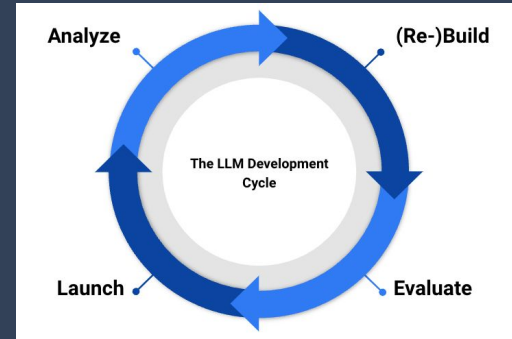 Analyze
(Re-)Build
The LLM Development
Cycle
Launch
Evaluate